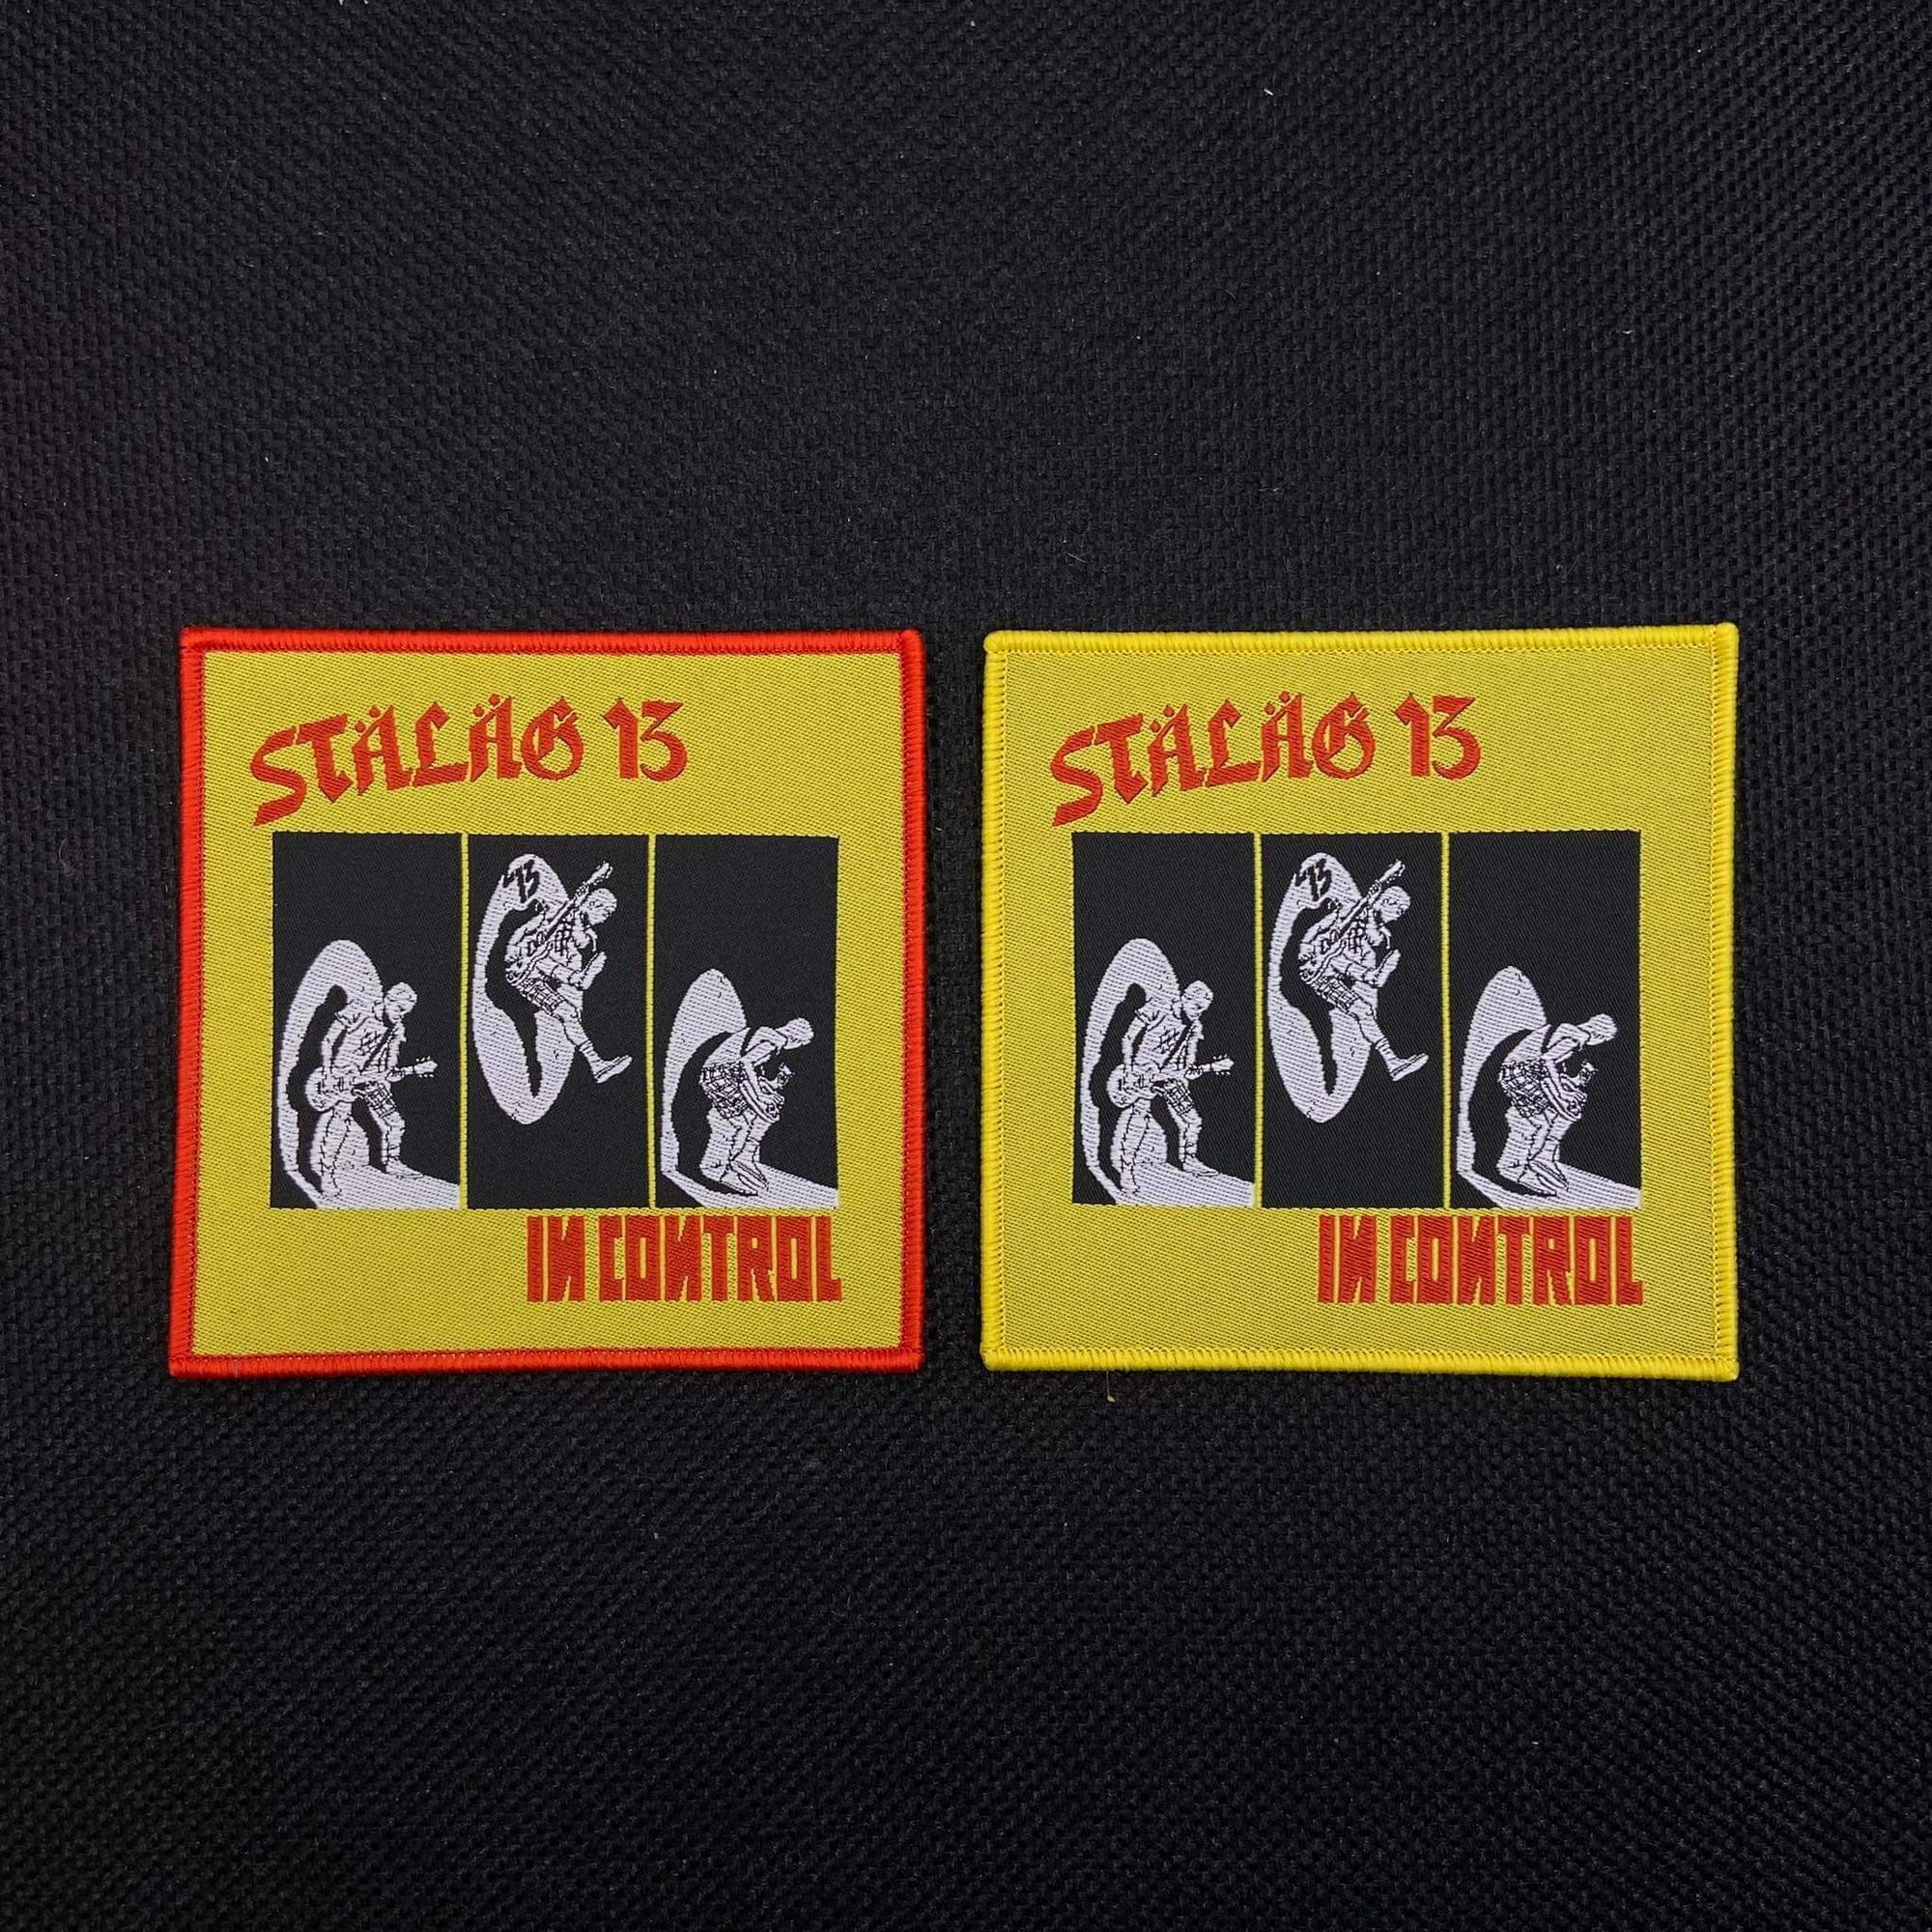 STÄLÄG 13
13
IN CONTROL
STÄLÄG 13
13
IN CONTROL